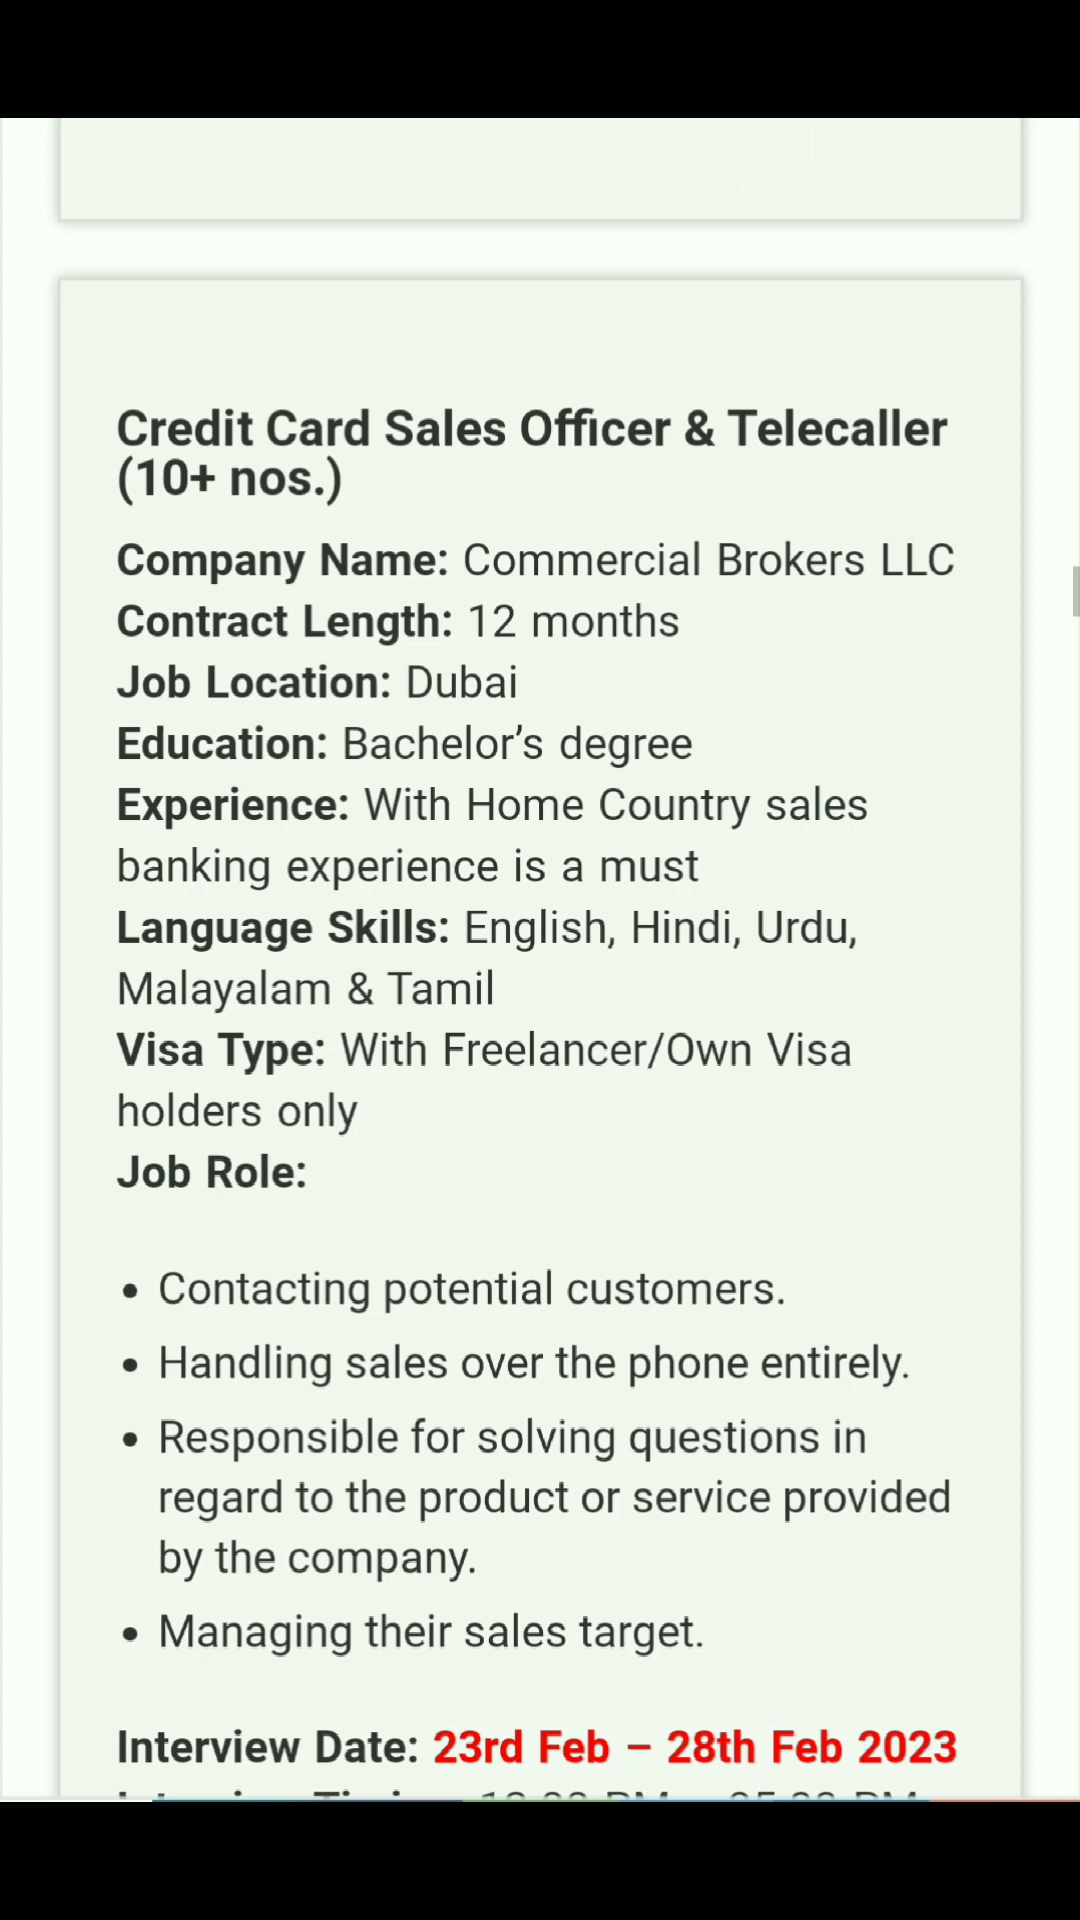 Credit Card Sales Officer & Telecaller
(10+ nos.)
Company Name: Commercial Brokers LLC
Contract Length: 12 months
Job Location: Dubai
Education: Bachelor’s degree
Experience: With Home Country sales
banking experience is a must
Language Skills: English, Hindi, Urdu,
Malayalam & Tamil
Visa Type: With Freelancer/Own Visa
holders only
Job Role:
• Contacting potential customers.
• Handling sales over the phone entirely.
• Responsible for solving questions in
regard to the product or service provided
by the company.
• Managing their sales target.
Interview Date: 23rd Feb – 28th Feb 2023